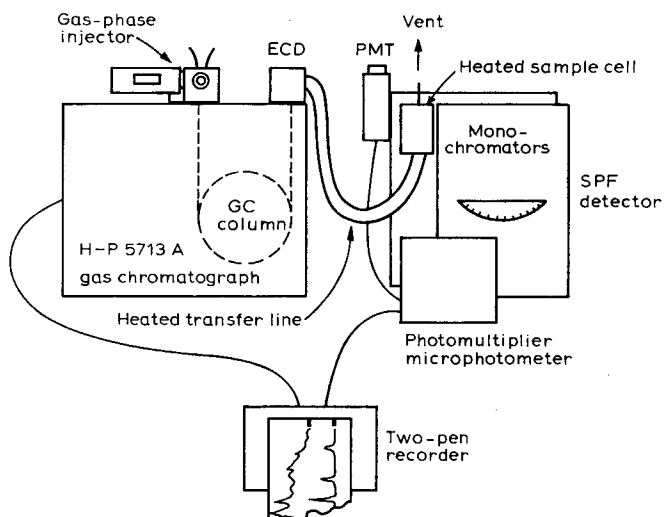 Gas-phase
injector
ECD
PMT
Vent
Heated sample cell
Mono-
chromators
SPF
detector
GC
column
H-P 5713 A
gas chromatograph
Heated transfer line
Photomultiplier
microphotometer
Two-pen
recorder